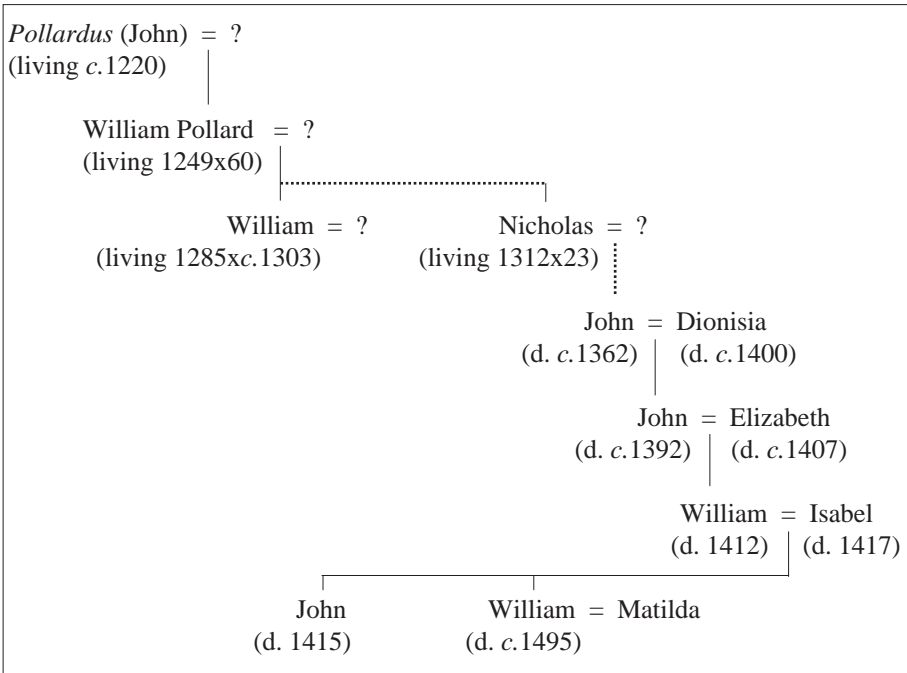 Pollardus (John) = ?
(living c.1220)
William Pollard = ?
(living 1249x60)
William = ? Nicholas = ?
(living 1285xc.1303) (living 1312x23)
John = Dionisia
(d. c.1362) (d. c.1400)
John = Elizabeth
(d. c.1392) (d. c.1407)
William = Isabel
(d. 1412) (d. 1417)
John William = Matilda
(d. 1415) (d. c.1495)